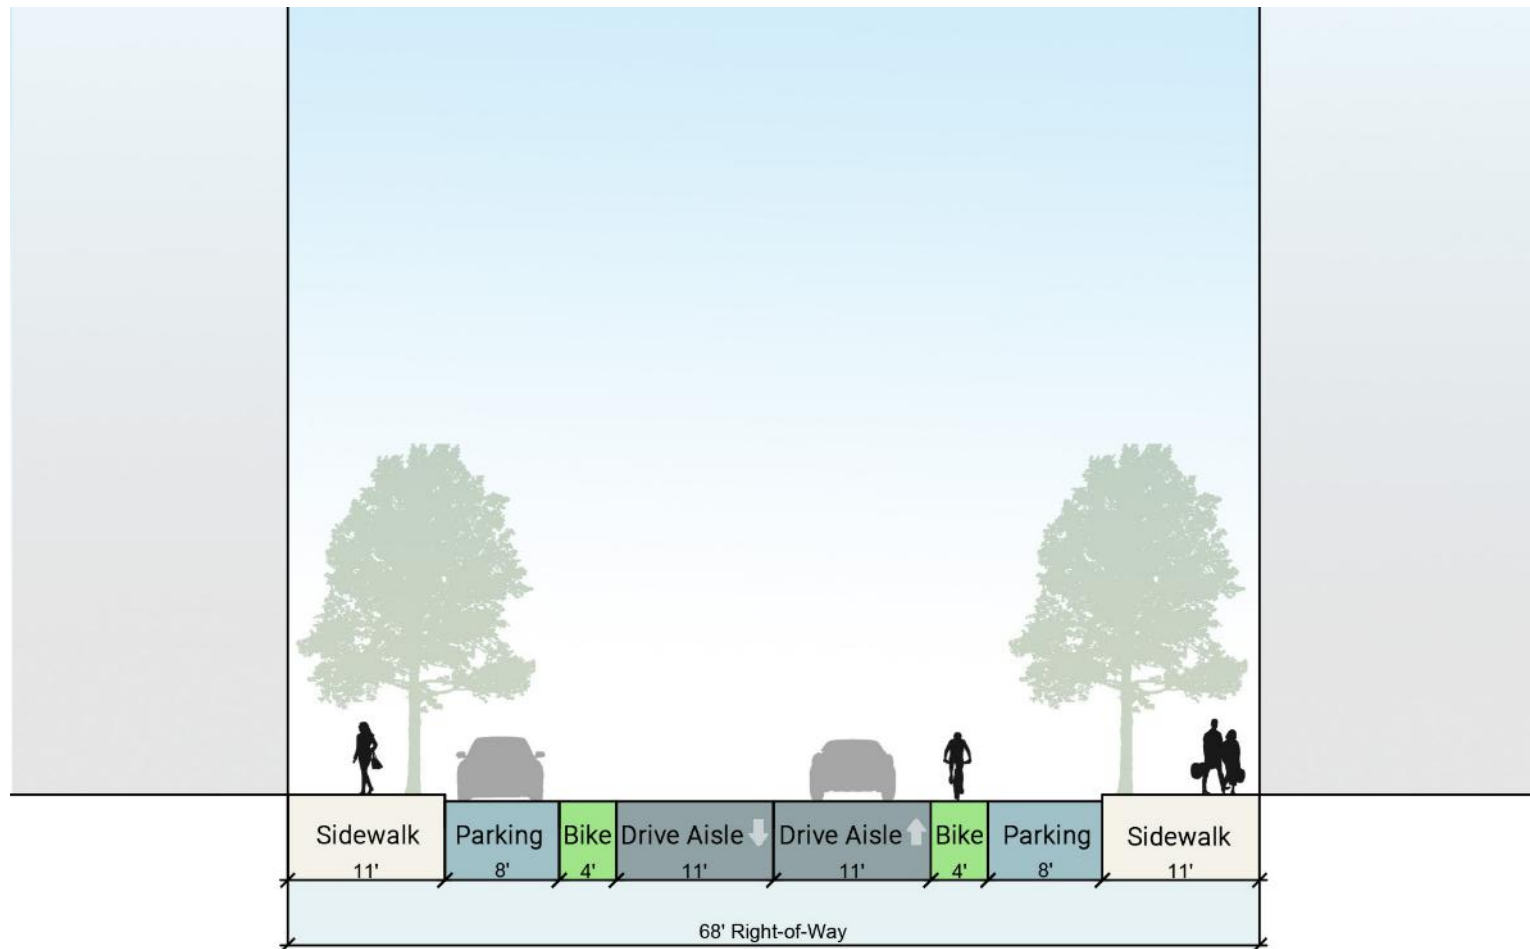 Sidewalk Parking Bike Drive Aisle Drive Aisle Bike Parking Sidewalk
11' 8' 4' 11' 11' 4' 8' 11'
68' Right-of-Way